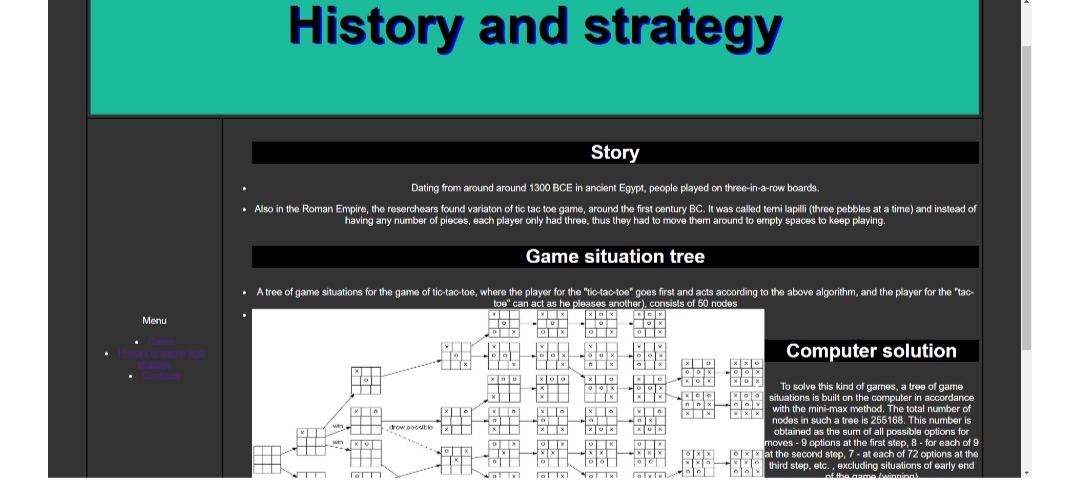 History and strategy
Story
Dating from around around 1300 BCE in ancient Egypt, people played on three-in-a-row boards.
Also in the Roman Empire, the reserchears found variaton of tic tac toe game, around the first century BC. It was called terni lapilli (three pebbles at a time) and instead of
having any number of pieces, each player only had three, thus they had to move them around to empty spaces to keep playing.
Game situation tree
A tree of game situations for the game of tic-tac-toe, where the player for the "tic-tac-toe" goes first and acts according to the above algorithm, and the player for the "tac-
toe" can act as he pleases another), consists of 50 nodes
Menu
Game
win
win
drow possible
Computer solution
To solve this kind of games, a tree of game
situations is built on the computer in accordance
with the mini-max method. The total number of
nodes in such a tree is 255168. This number is
obtained as the sum of all possible options for
moves - 9 options at the first step, 8 - for each of 9
at the second step, 7 - at each of 72 options at the
third step, etc. , excluding situations of early end
of the game (winning)